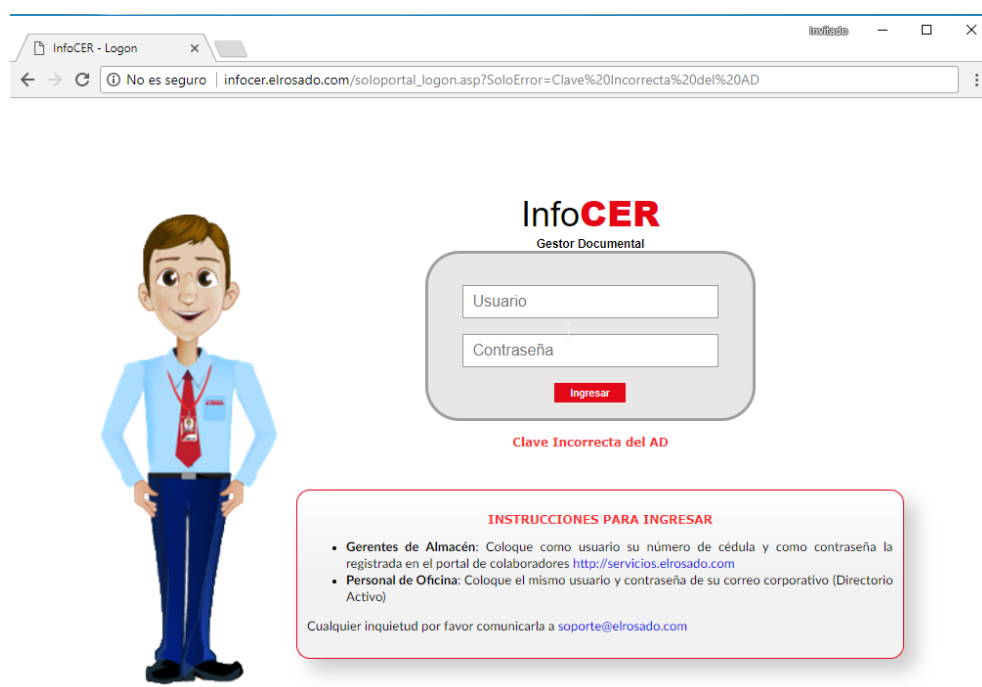 Invitado
InfoCER - Logon
No es seguro | infocer.elrosado.com/soloportal_logon.asp?SoloError=Clave%20Incorrecta%20del%20AD
InfoCER
Gestor Documental
Usuario
Contraseña
Ingresar
Clave Incorrecta del AD
INSTRUCCIONES PARA INGRESAR
• Gerentes de Almacén: Coloque como usuario su número de cédula y como contraseña la
registrada en el portal de colaboradores http://servicios.elrosado.com
• Personal de Oficina: Coloque el mismo usuario y contraseña de su correo corporativo (Directorio
Activo)
Cualquier inquietud por favor comunicarla a soporte@elrosado.com